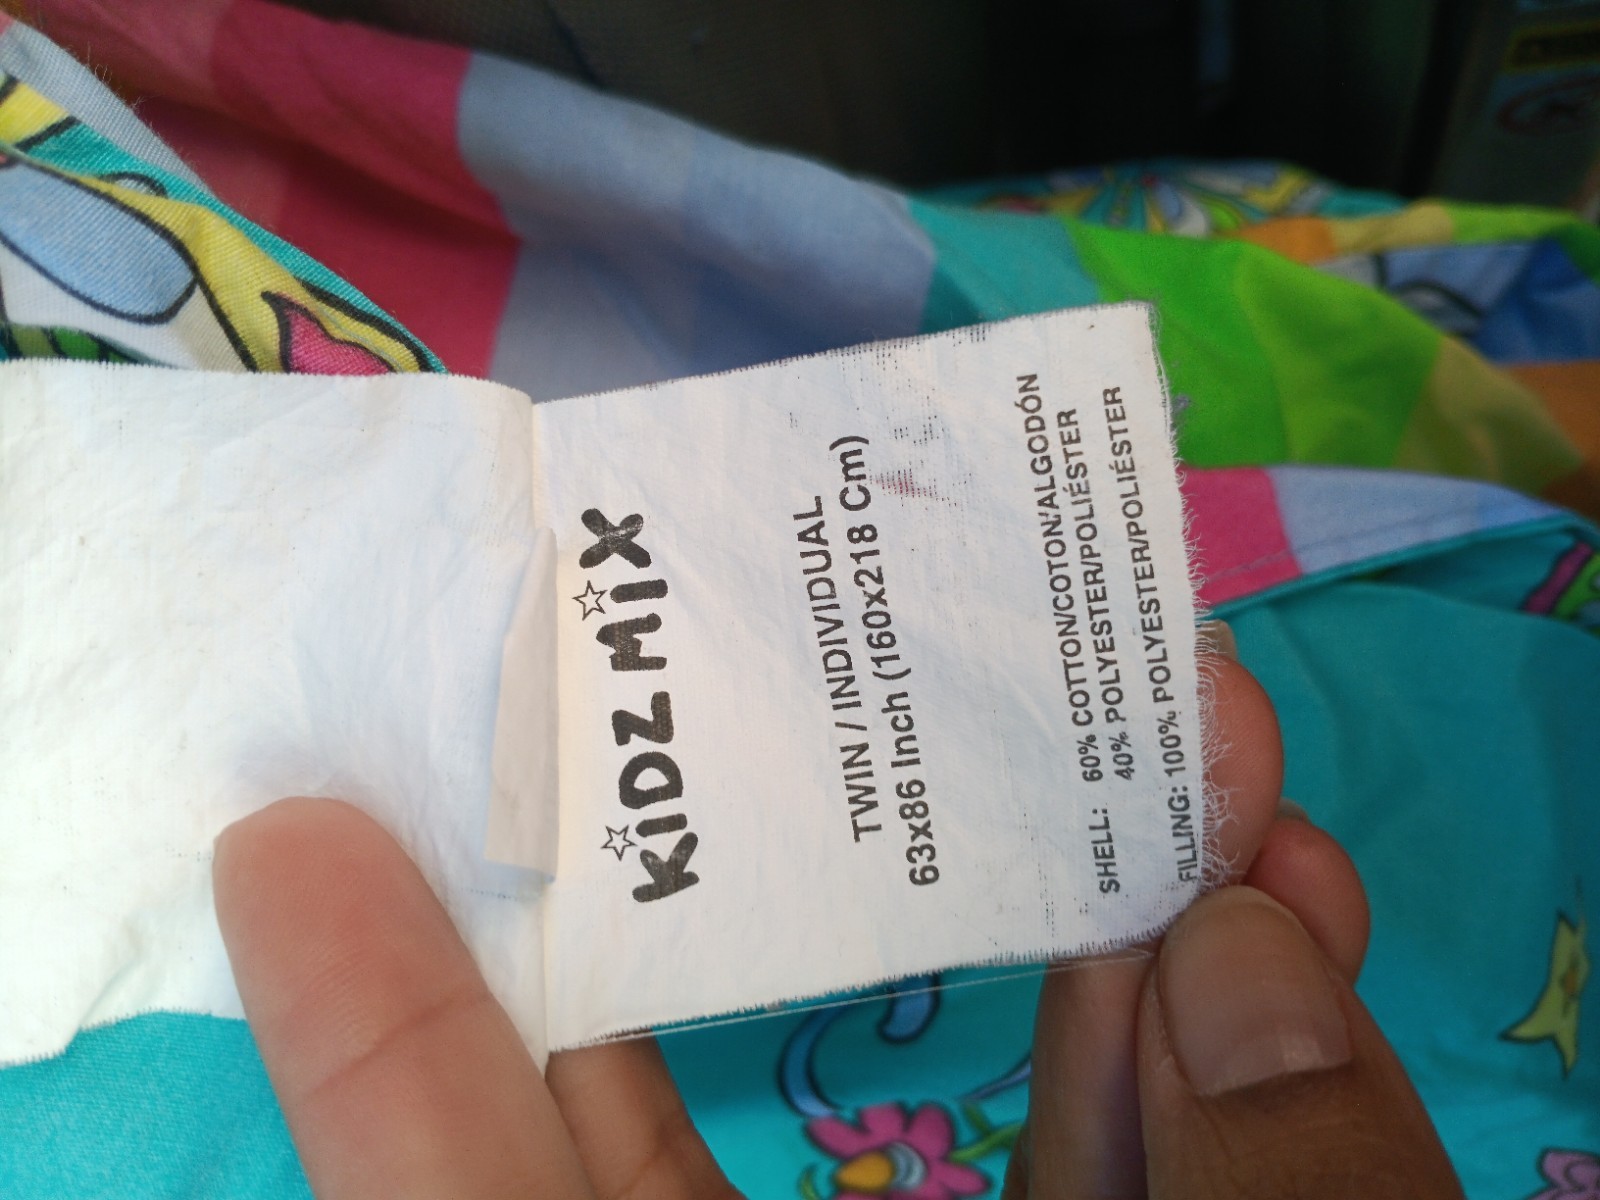 KiDZ MiX
TWIN / INDIVIDUAL
63x86 Inch (160x218 Cm)
SHELL: 60% COTTON/COTON/ALGODÓN
40% POLYESTER/POLIÉSTER
FILLING: 100% POLYESTER/POLIÉSTER